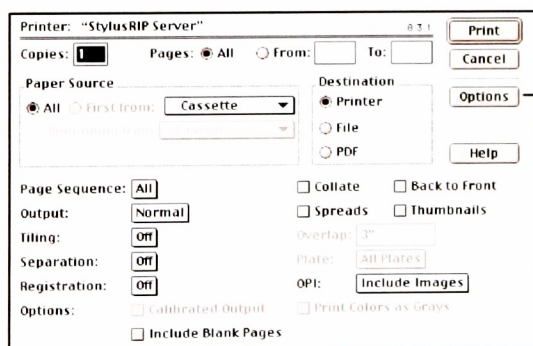 Printer: "StylusRIP Server" 8.3.1 Print
Copies: 1 Pages: All From: To: Cancel
Paper Source Destination
All First from: Cassette Printer Options
File
PDF Help
Page Sequence: All Collate Back to Front
Output: Normal Spreads Thumbnails
Tiling: Off Overlap: 3"
Separation: Off Plate: All Plates
Registration: Off OPI: Include Images
Options: Calibrated Output Print Colors as Grays
Include Blank Pages